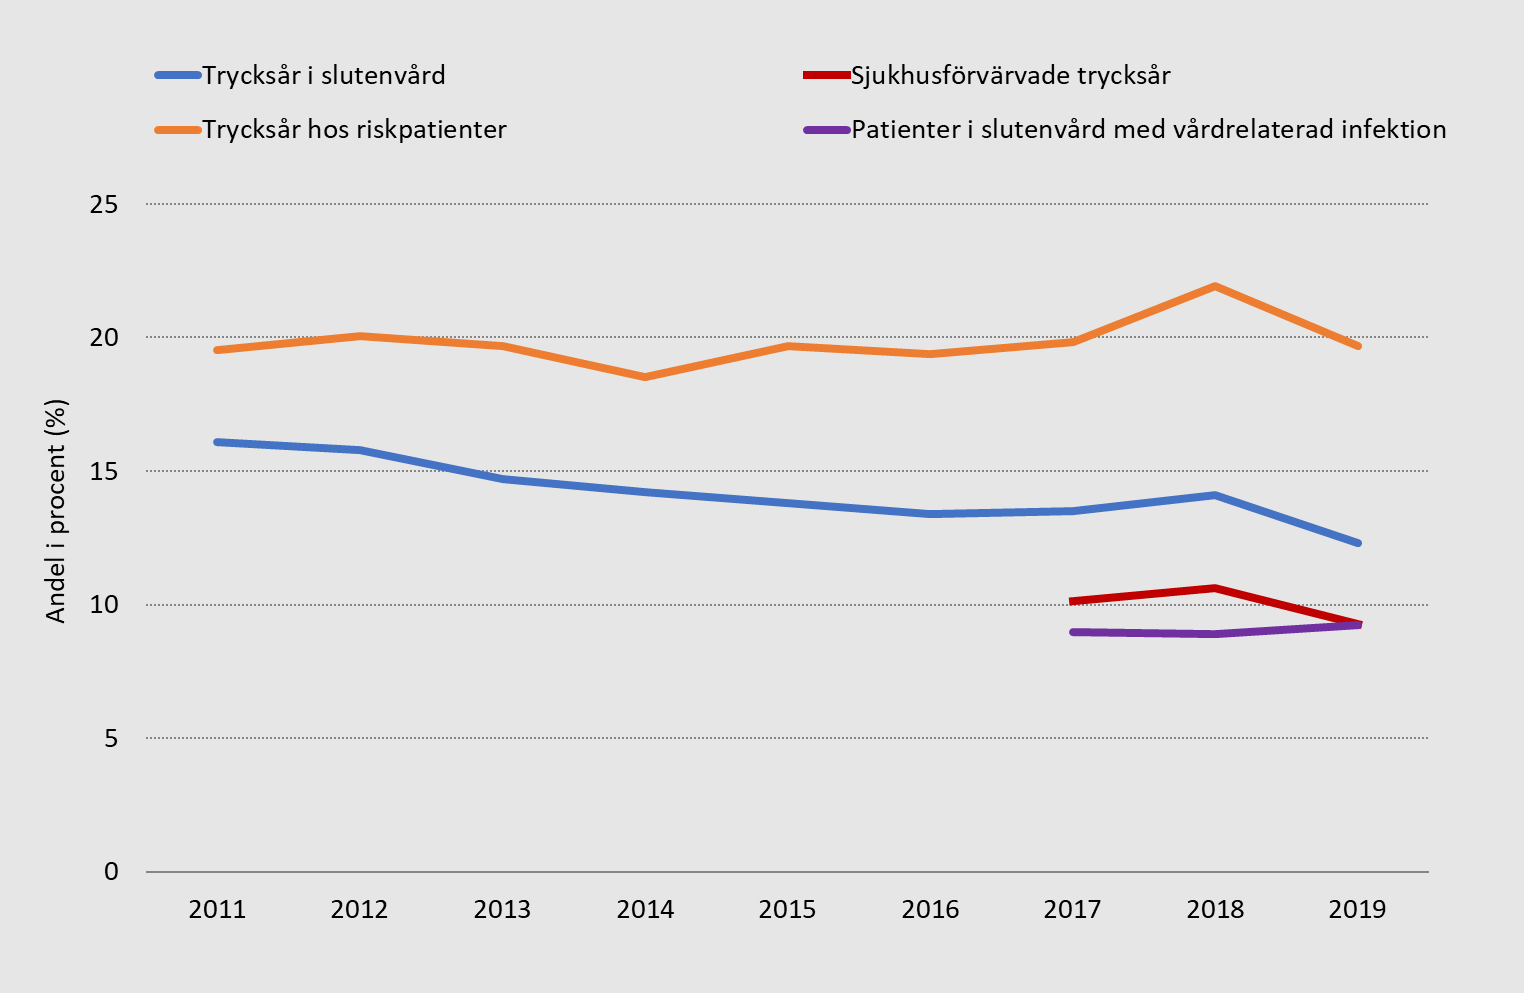 Trycksår i slutenvård
Sjukhusförvärvade trycksår
Trycksår hos riskpatienter
Patienter i slutenvård med vårdrelaterad infektion
25
20
15
10
5
0
Andel i procent (%)
2011 2012 2013 2014 2015 2016 2017 2018 2019